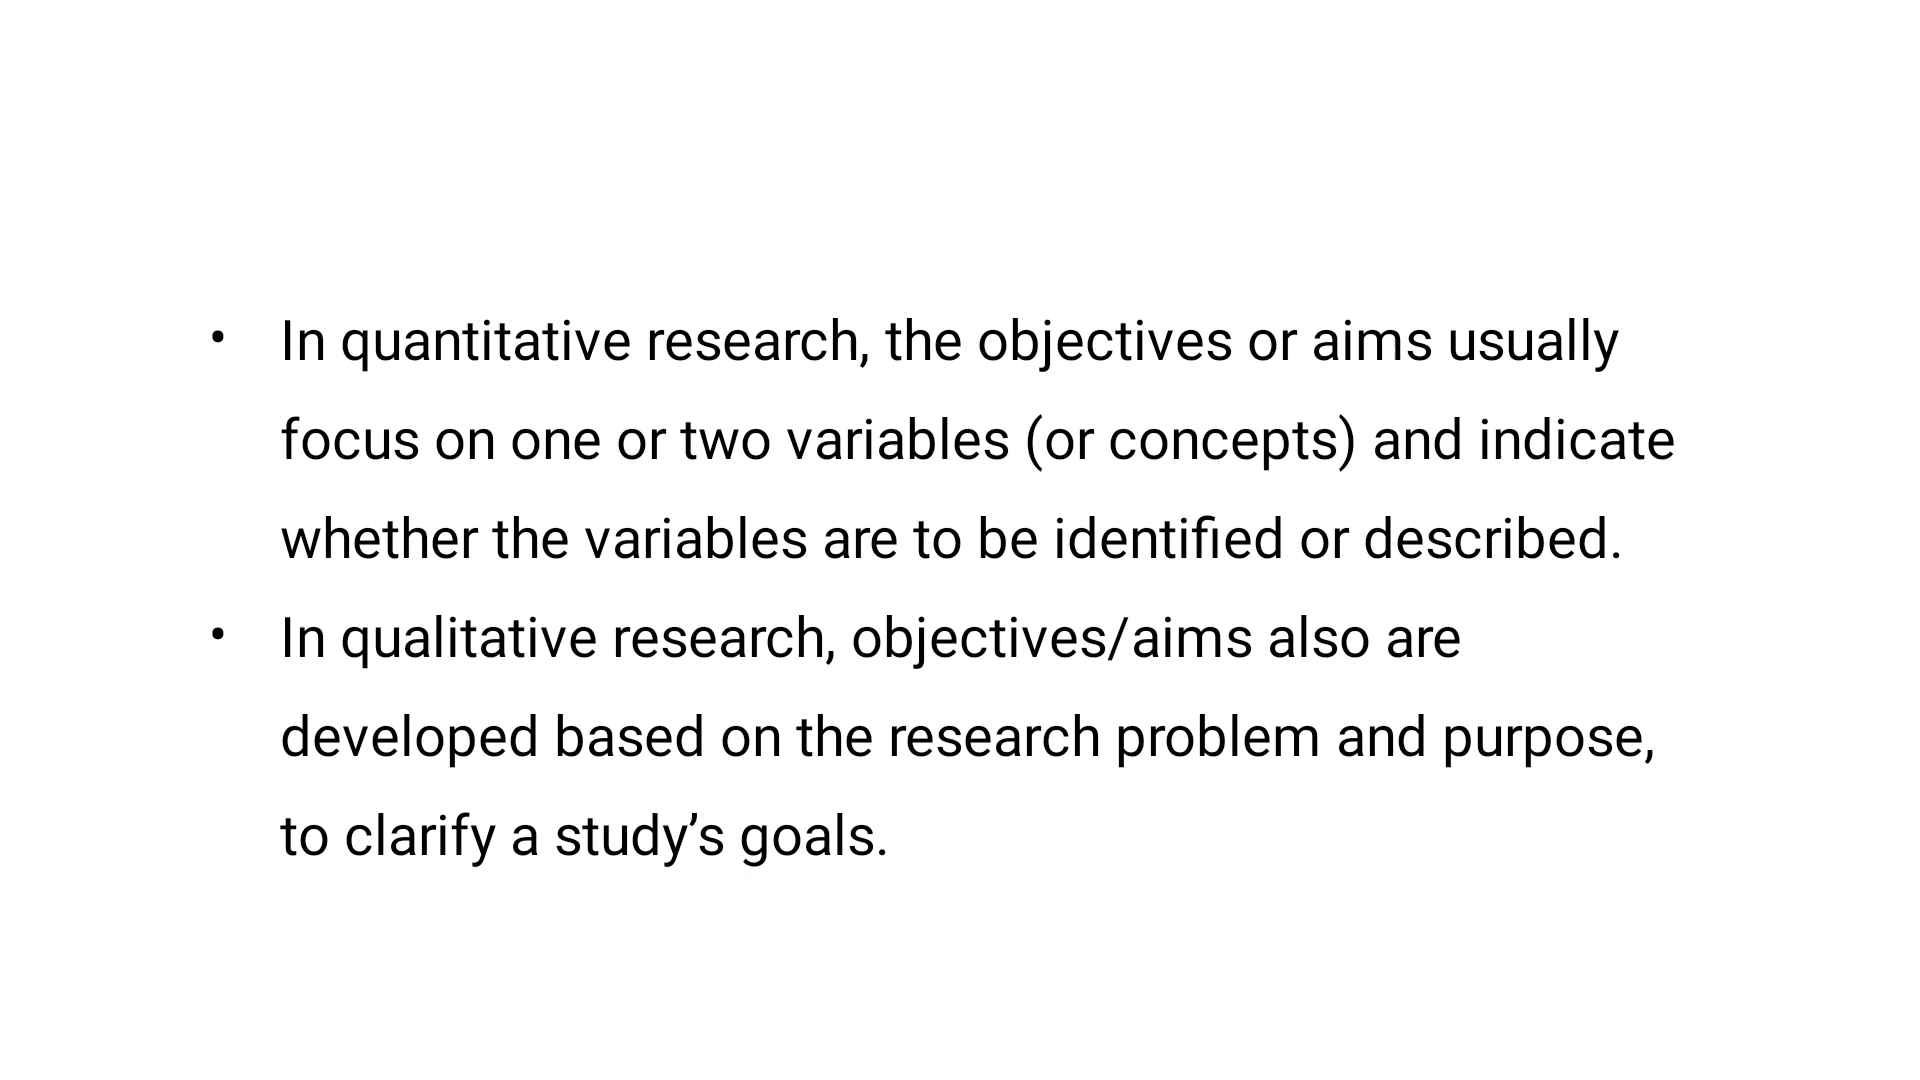 • In quantitative research, the objectives or aims usually
focus on one or two variables (or concepts) and indicate
whether the variables are to be identified or described.
• In qualitative research, objectives/aims also are
developed based on the research problem and purpose,
to clarify a study’s goals.